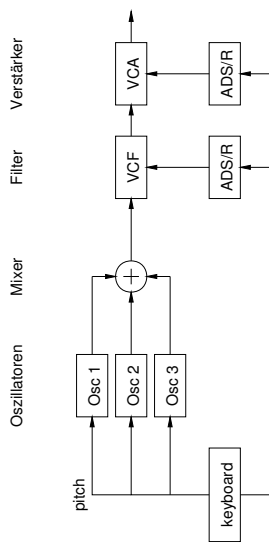 Oszillatoren
Mixer
Filter
Verstärker
pitch
Osc 1
Osc 2
Osc 3
+
VCF
VCA
keyboard
ADS/R
ADS/R